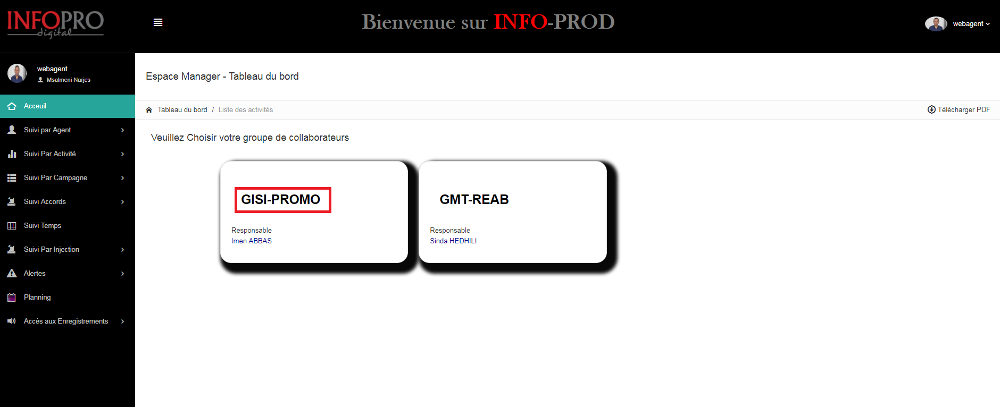 INFOPRO
digital
Bienvenue sur INFO-PROD
webagent
webagent
Msalmeni Narjes
Espace Manager - Tableau du bord
Acceuil
Tableau du bord / Liste des activités
Télécharger PDF
Suivi par Agent
Suivi Par Activité
Suivi Par Campagne
Suivi Accords
Suivi Temps
Suivi Par Injection
Alertes
Planning
Accès aux Enregistrements
Veuillez Choisir votre groupe de collaborateurs
GISI-PROMO
Responsable
Imen ABBAS
GMT-REAB
Responsable
Sinda HEDHILI